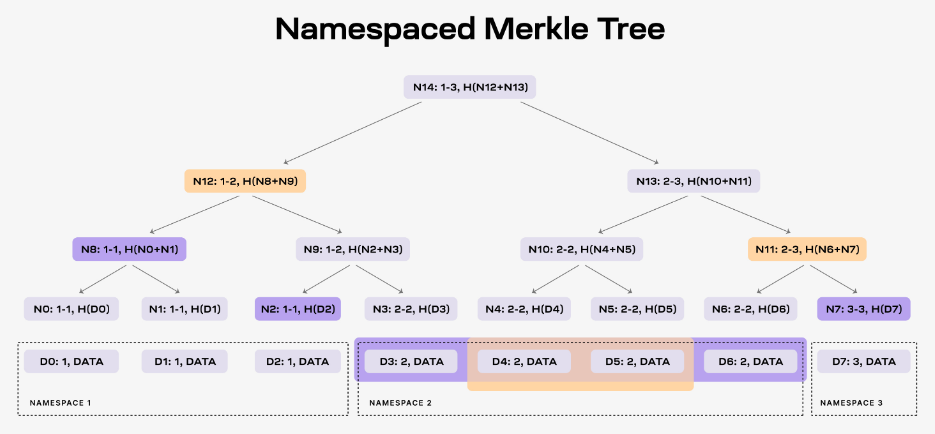 Namespaced Merkle Tree
N14: 1-3, H(N12+N13)
N12: 1-2, H(N8+N9)
N13: 2-3, H(N10+N11)
N8: 1-1, H(N0+N1)
N9: 1-2, H(N2+N3)
N10: 2-2, H(N4+N5)
N11: 2-3, H(N6+N7)
N0: 1-1, H(D0)
N1: 1-1, H(D1)
N2: 1-1, H(D2)
N3: 2-2, H(D3)
N4: 2-2, H(D4)
N5: 2-2, H(D5)
N6: 2-2, H(D6)
N7: 3-3, H(D7)
D0: 1, DATA
D1: 1, DATA
D2: 1, DATA
D3: 2, DATA
D4: 2, DATA
D5: 2, DATA
D6: 2, DATA
D7: 3, DATA
NAMESPACE 1
NAMESPACE 2
NAMESPACE 3